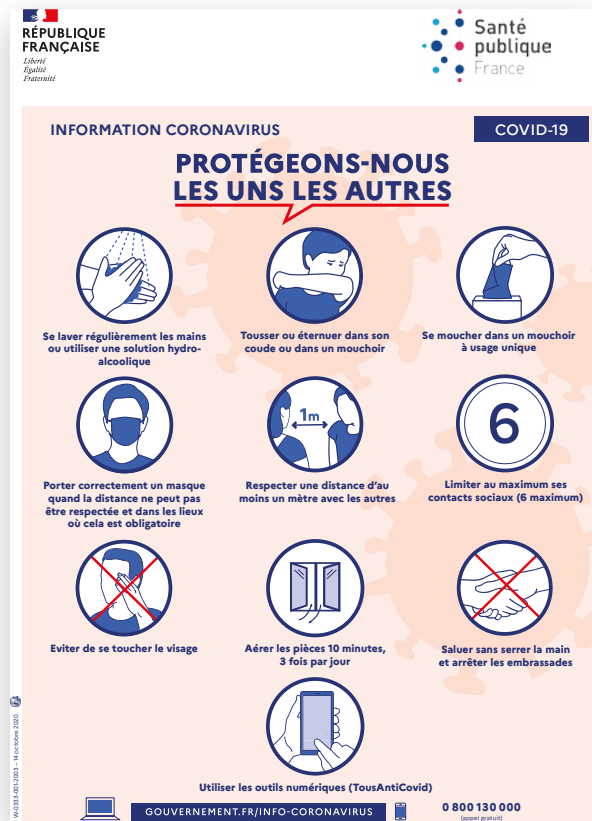 RÉPUBLIQUE
FRANÇAISE
Liberté
Égalité
Fraternité
Santé
publique
France
INFORMATION CORONAVIRUS
COVID-19
PROTÉGEONS-NOUS
LES UNS LES AUTRES
Se laver régulièrement les mains
ou utiliser une solution hydro-
alcoolique
Tousser ou éternuer dans son
coude ou dans un mouchoir
Se moucher dans un mouchoir
à usage unique
1m
6
Porter correctement un masque
quand la distance ne peut pas
être respectée et dans les lieux
où cela est obligatoire
Respecter une distance d'au
moins un mètre avec les autres
Limiter au maximum ses
contacts sociaux (6 maximum)
Eviter de se toucher le visage
Aérer les pièces 10 minutes,
3 fois par jour
Saluer sans serrer la main
et arrêter les embrassades
Utiliser les outils numériques (TousAntiCovid)
GOUVERNEMENT.FR/INFO-CORONAVIRUS
0 800 130 000
(appel gratuit)
W-0333-001-2003 – 14 octobre 2020